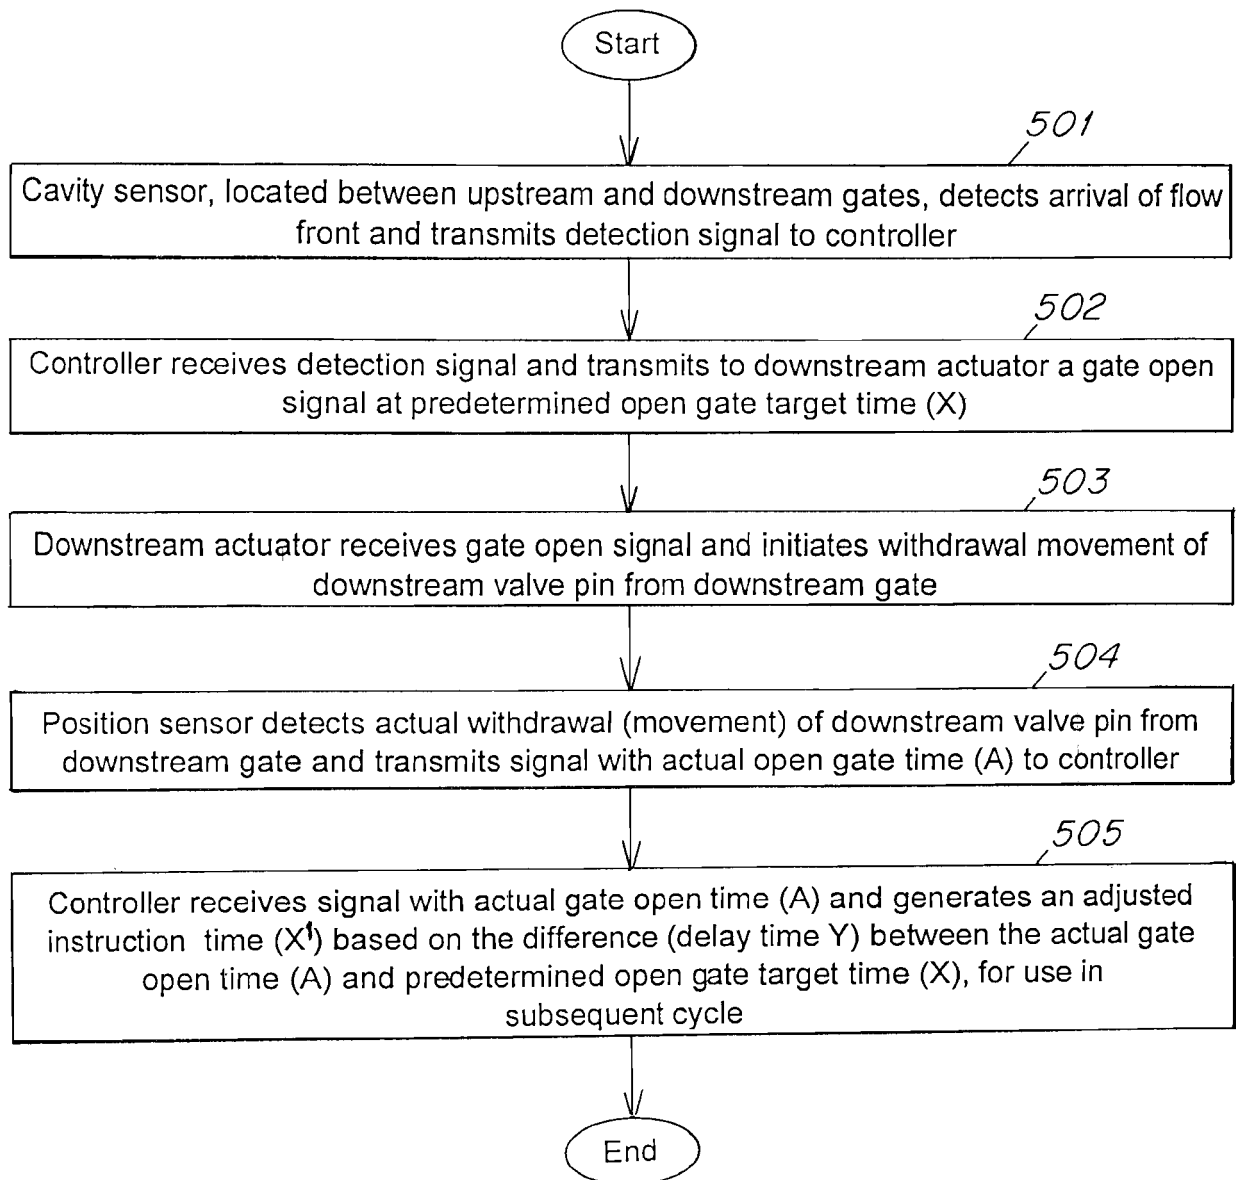 Start
501
Cavity sensor, located between upstream and downstream gates, detects arrival of flow
front and transmits detection signal to controller
502
Controller receives detection signal and transmits to downstream actuator a gate open
signal at predetermined open gate target time (X)
503
Downstream actuator receives gate open signal and initiates withdrawal movement of
downstream valve pin from downstream gate
504
Position sensor detects actual withdrawal (movement) of downstream valve pin from
downstream gate and transmits signal with actual open gate time (A) to controller
505
Controller receives signal with actual gate open time (A) and generates an adjusted
instruction time (X') based on the difference (delay time Y) between the actual gate
open time (A) and predetermined open gate target time (X), for use in
subsequent cycle
End